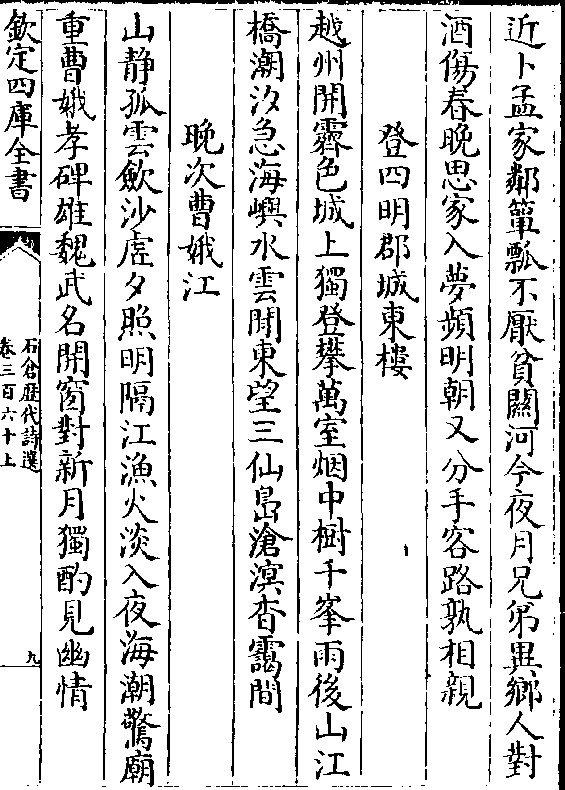 近卜孟家鄰簞瓢不厭貧關河今夜月兄弟異鄉人對
酒傷春晚思家入夢頻明朝又分手客路孰相親
登四明郡城東樓
越州開霽色城上獨登攀萬室烟中樹千峯雨後山江
橋潮汐急海嶼水雲閒東望三仙島滄溟杳靄間
晚次曹娥江
山靜孤雲歛沙虛夕照明隔江漁火淡入夜海潮驚廟
重曹娥孝碑雄魏武名開窗對新月獨酌見幽情
欽定四庫全書
石倉歷代詩選
卷三百六十上
九